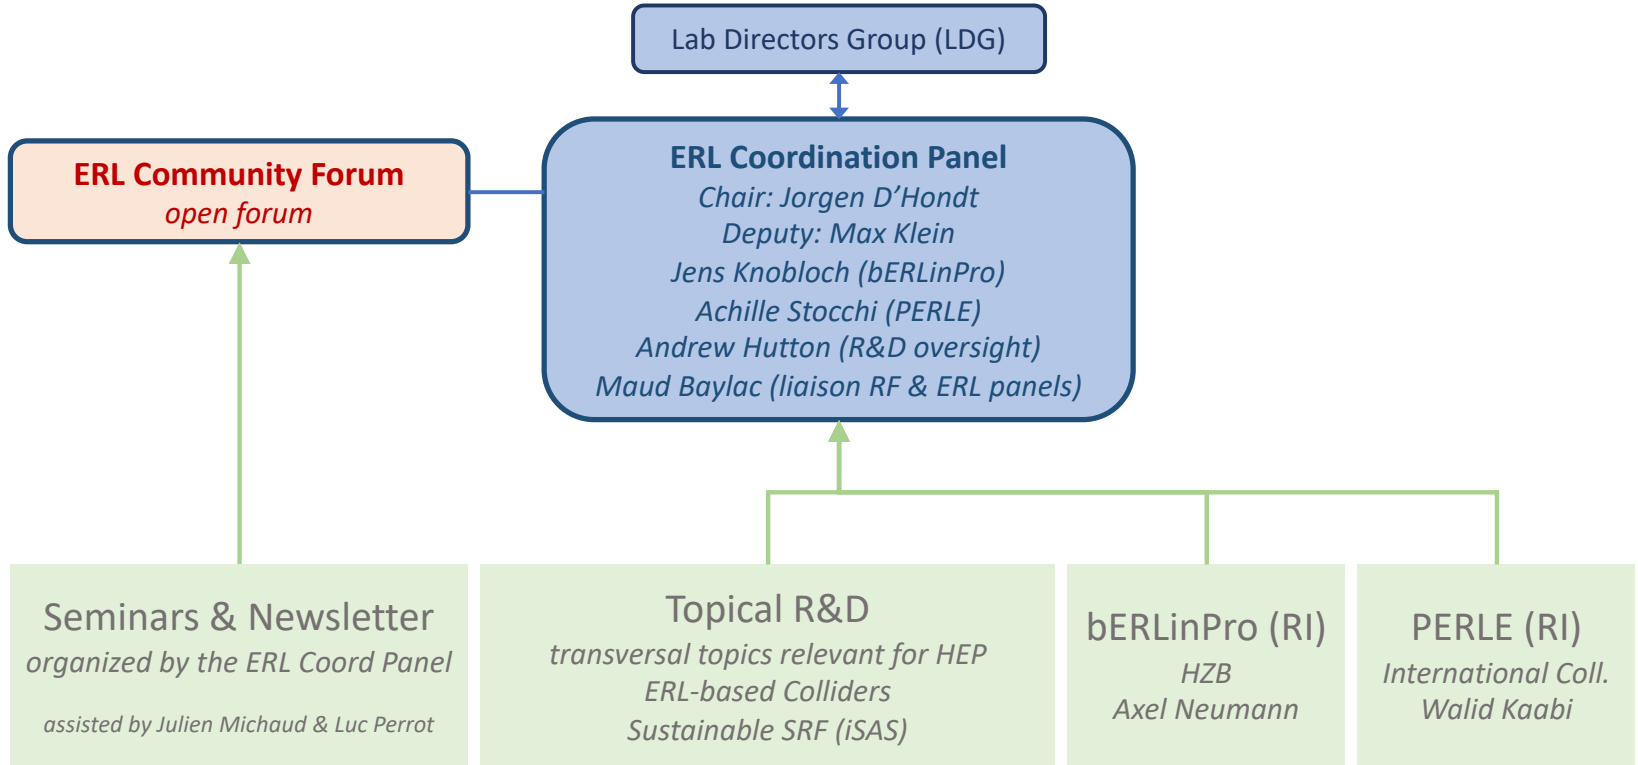 Lab Directors Group (LDG)
ERL Community Forum
open forum
ERL Coordination Panel
Chair: Jorgen D’Hondt
Deputy: Max Klein
Jens Knobloch (bERLinPro)
Achille Stocchi (PERLE)
Andrew Hutton (R&D oversight)
Maud Baylac (liaison RF & ERL panels)
Seminars & Newsletter
organized by the ERL Coord Panel
assisted by Julien Michaud & Luc Perrot
Topical R&D
transversal topics relevant for HEP
ERL-based Colliders
Sustainable SRF (iSAS)
bERLinPro (RI)
HZB
Axel Neumann
PERLE (RI)
International Coll.
Walid Kaabi